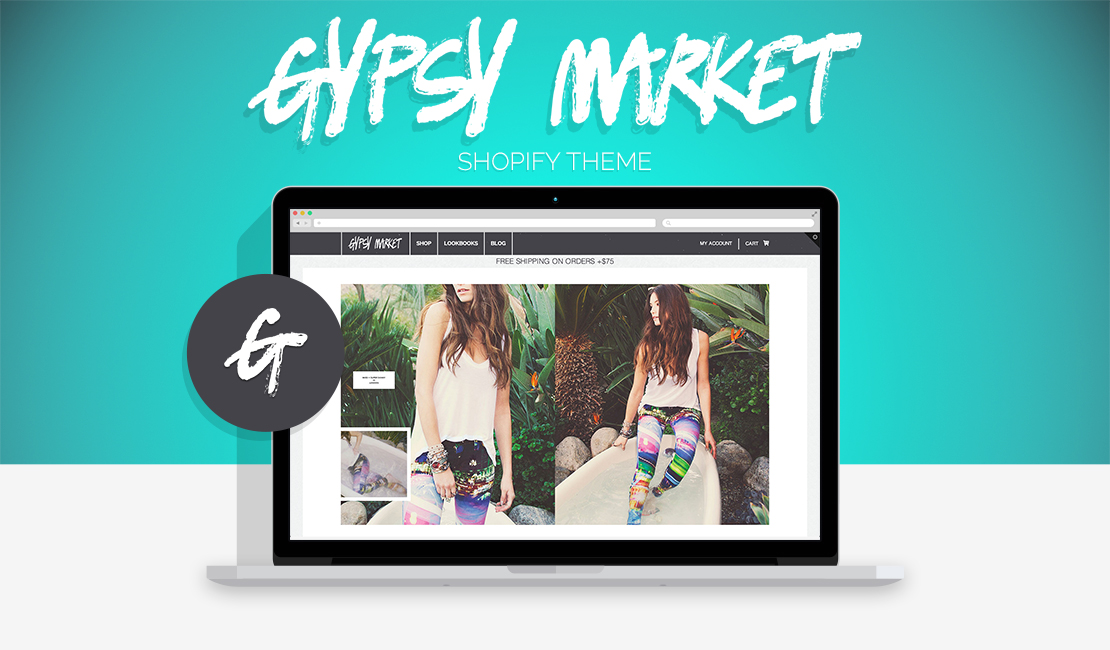 GYPSY MARKET
SHOPIFY THEME
GYPSY MARKET SHOP LOOKBOOKS BLOG MY ACCOUNT CART
FREE SHIPPING ON ORDERS +$75
G